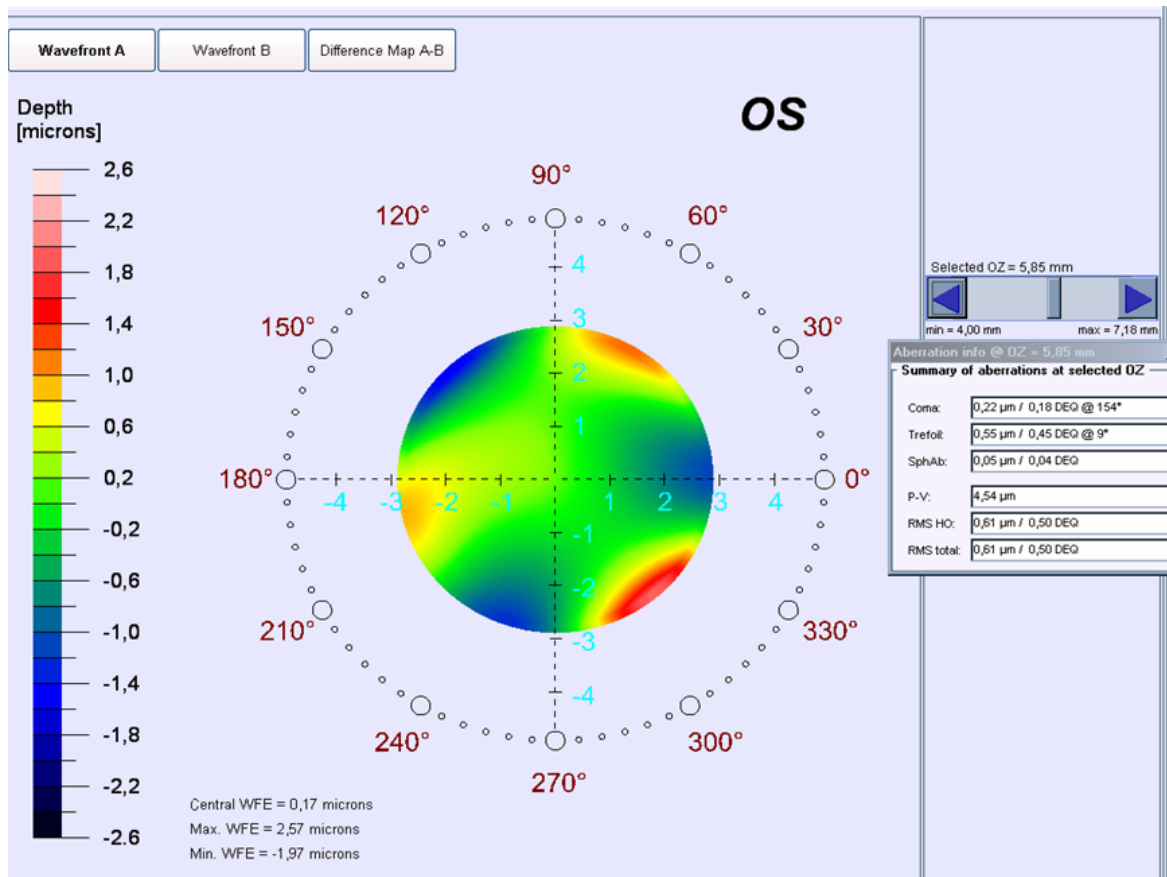 Wavefront A
Wavefront B
Difference Map A-B
Depth
[microns]
OS
2,6
2,2
1,8
1,4
1,0
0,6
0,2
-0,2
-0,6
-1,0
-1,4
-1,8
-2,2
-2.6
90°
120°
60°
150°
30°
180°
0°
210°
330°
240°
300°
270°
4
3
2
1
-1
-2
-3
-4
-4
-3
-2
-1
1
2
3
4
Central WFE = 0,17 microns
Max. WFE = 2,57 microns
Min. WFE = -1,97 microns
Selected OZ = 5,85 mm
min = 4,00 mm
max = 7,18 mm
Aberration info @ OZ = 5,85 mm
Summary of aberrations at selected OZ
Coma: 0,22 µm / 0,18 DEQ @ 154°
Trefoil: 0,55 µm / 0,45 DEQ @ 9°
SphAb: 0,05 µm / 0,04 DEQ
P-V: 4,54 µm
RMS HO: 0,61 µm / 0,50 DEQ
RMS total: 0,61 µm / 0,50 DEQ